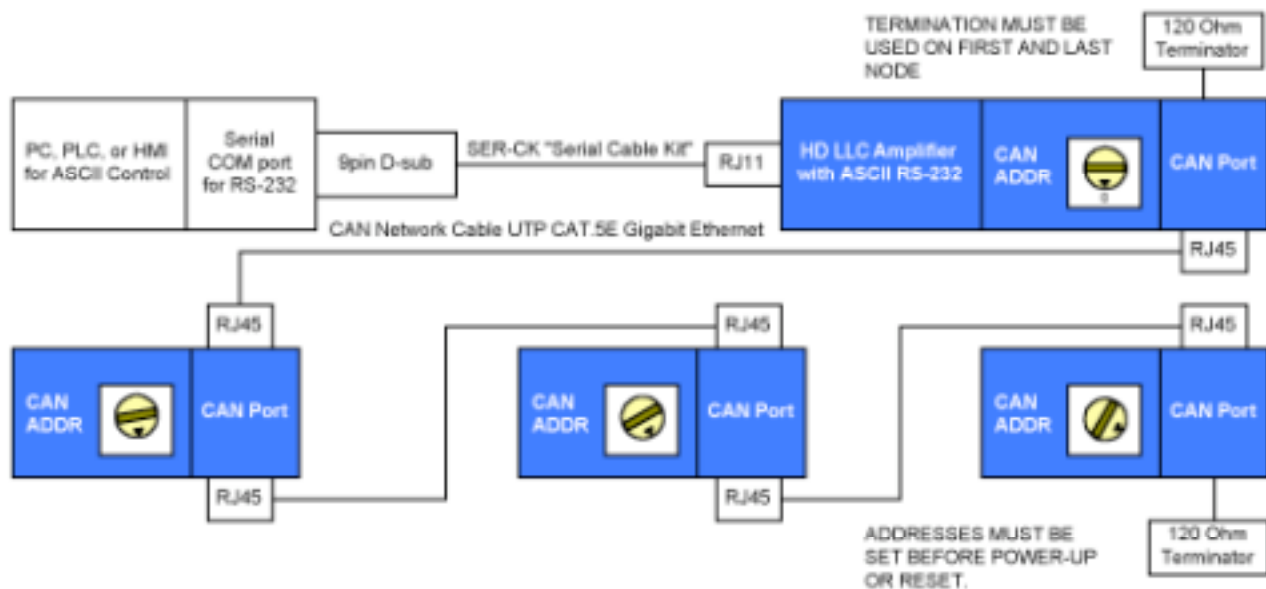 TERMINATION MUST BE
USED ON FIRST AND LAST
NODE
120 Ohm
Terminator
PC, PLC, or HMI
for ASCII Control
Serial
COM port
for RS-232
9pin D-sub
SER-CK "Serial Cable Kit"
RJ11
HD LLC Amplifier
with ASCII RS-232
CAN
ADDR
0
CAN Port
CAN Network Cable UTP CAT.5E Gigabit Ethernet
RJ45
RJ45
RJ45
RJ45
CAN
ADDR
CAN Port
CAN
ADDR
CAN Port
CAN
ADDR
CAN Port
RJ45
RJ45
ADDRESSES MUST BE
SET BEFORE POWER-UP
OR RESET.
120 Ohm
Terminator